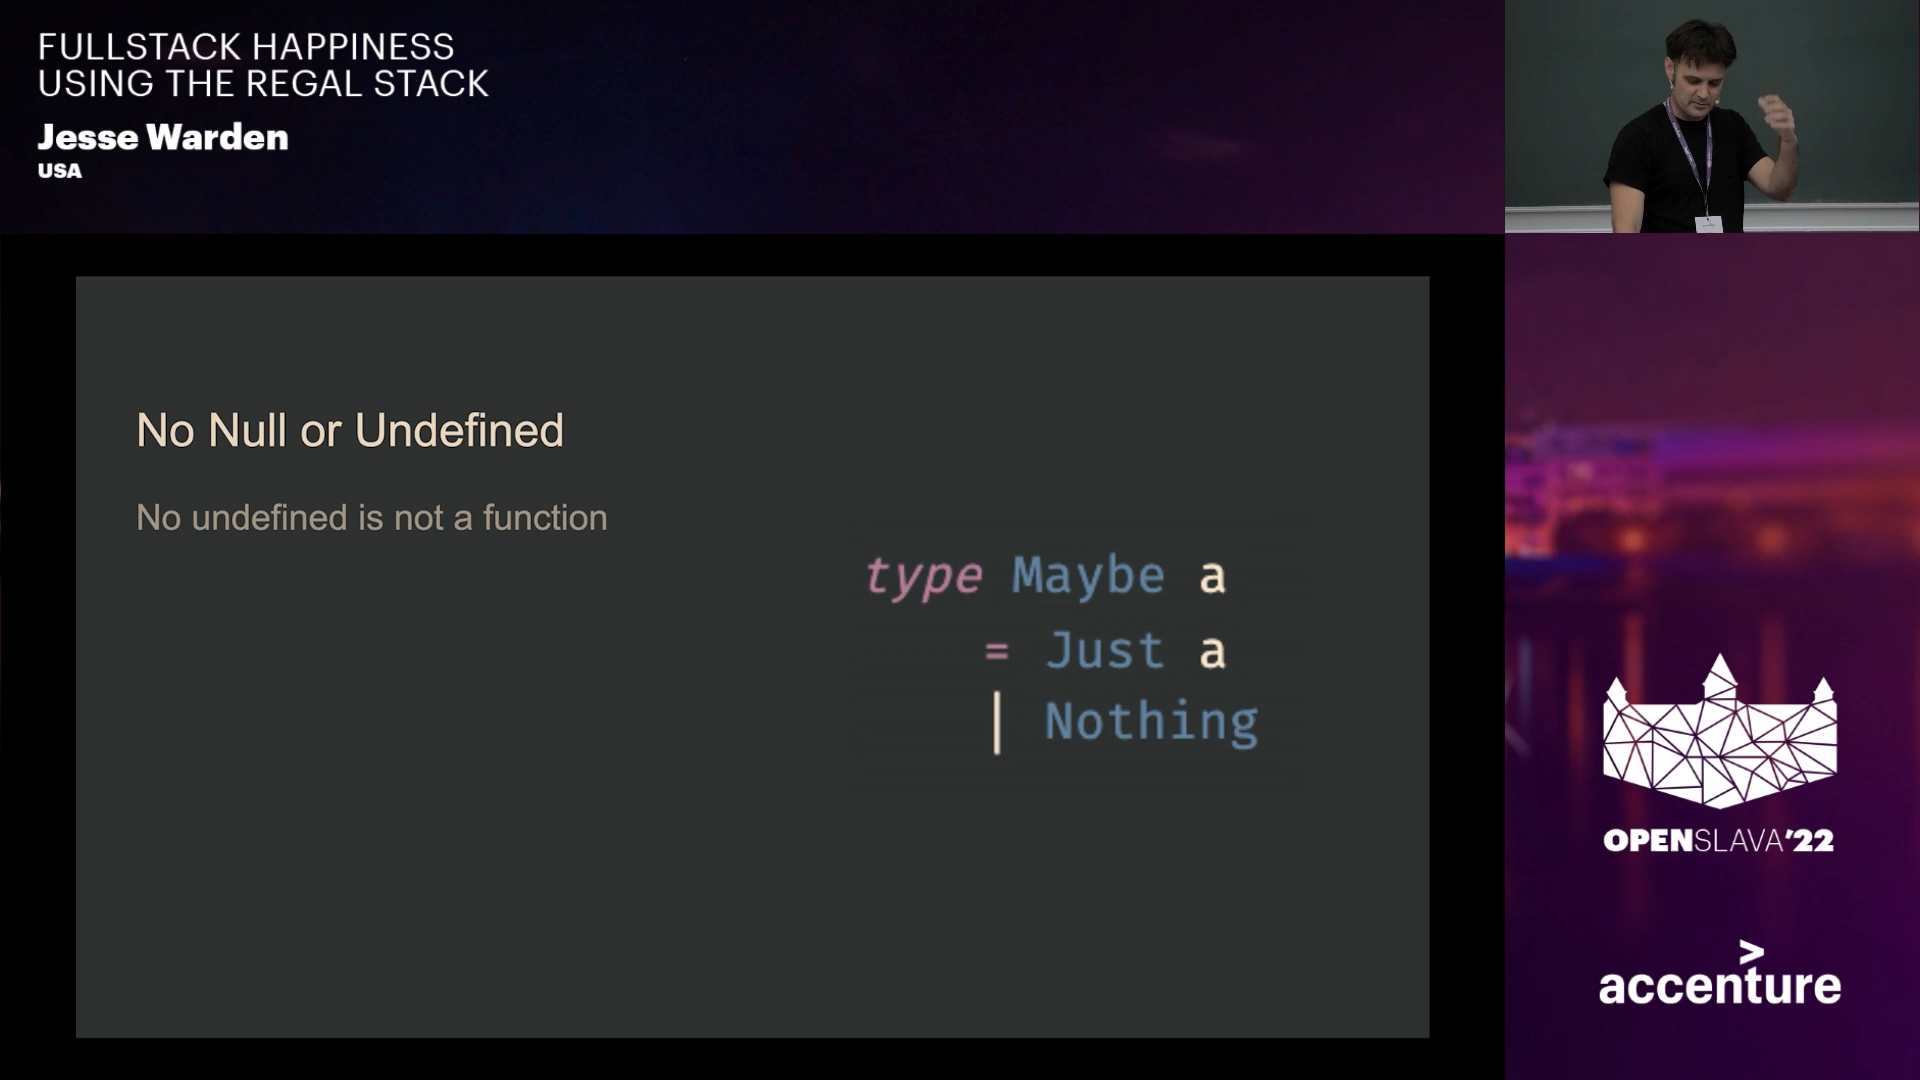 FULLSTACK HAPPINESS
USING THE REGAL STACK
Jesse Warden
USA
No Null or Undefined
No undefined is not a function
type Maybe a
= Just a
| Nothing
OPENSLAVA'22
>
accenture